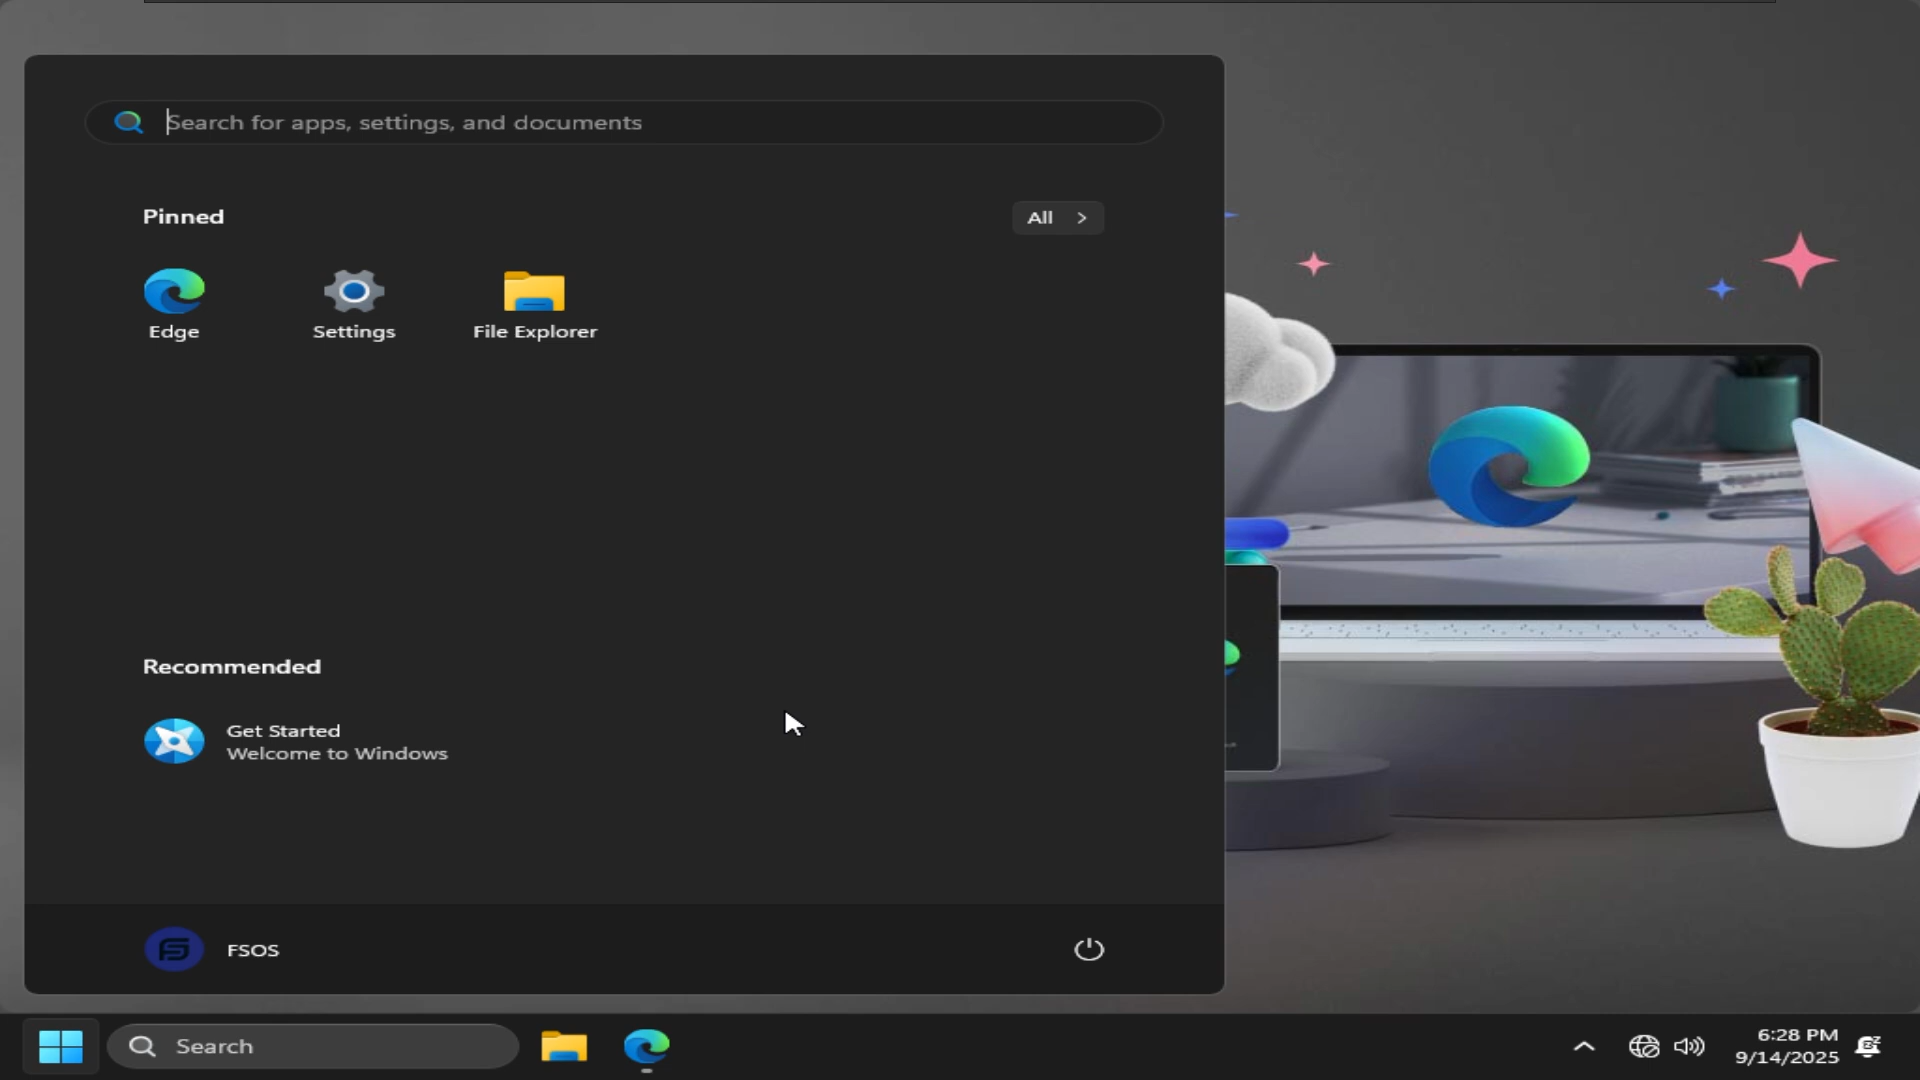 Search for apps, settings, and documents
Pinned
All
Edge
Settings
File Explorer
Recommended
Get Started
Welcome to Windows
FSOS
Search
6:28 PM
9/14/2025